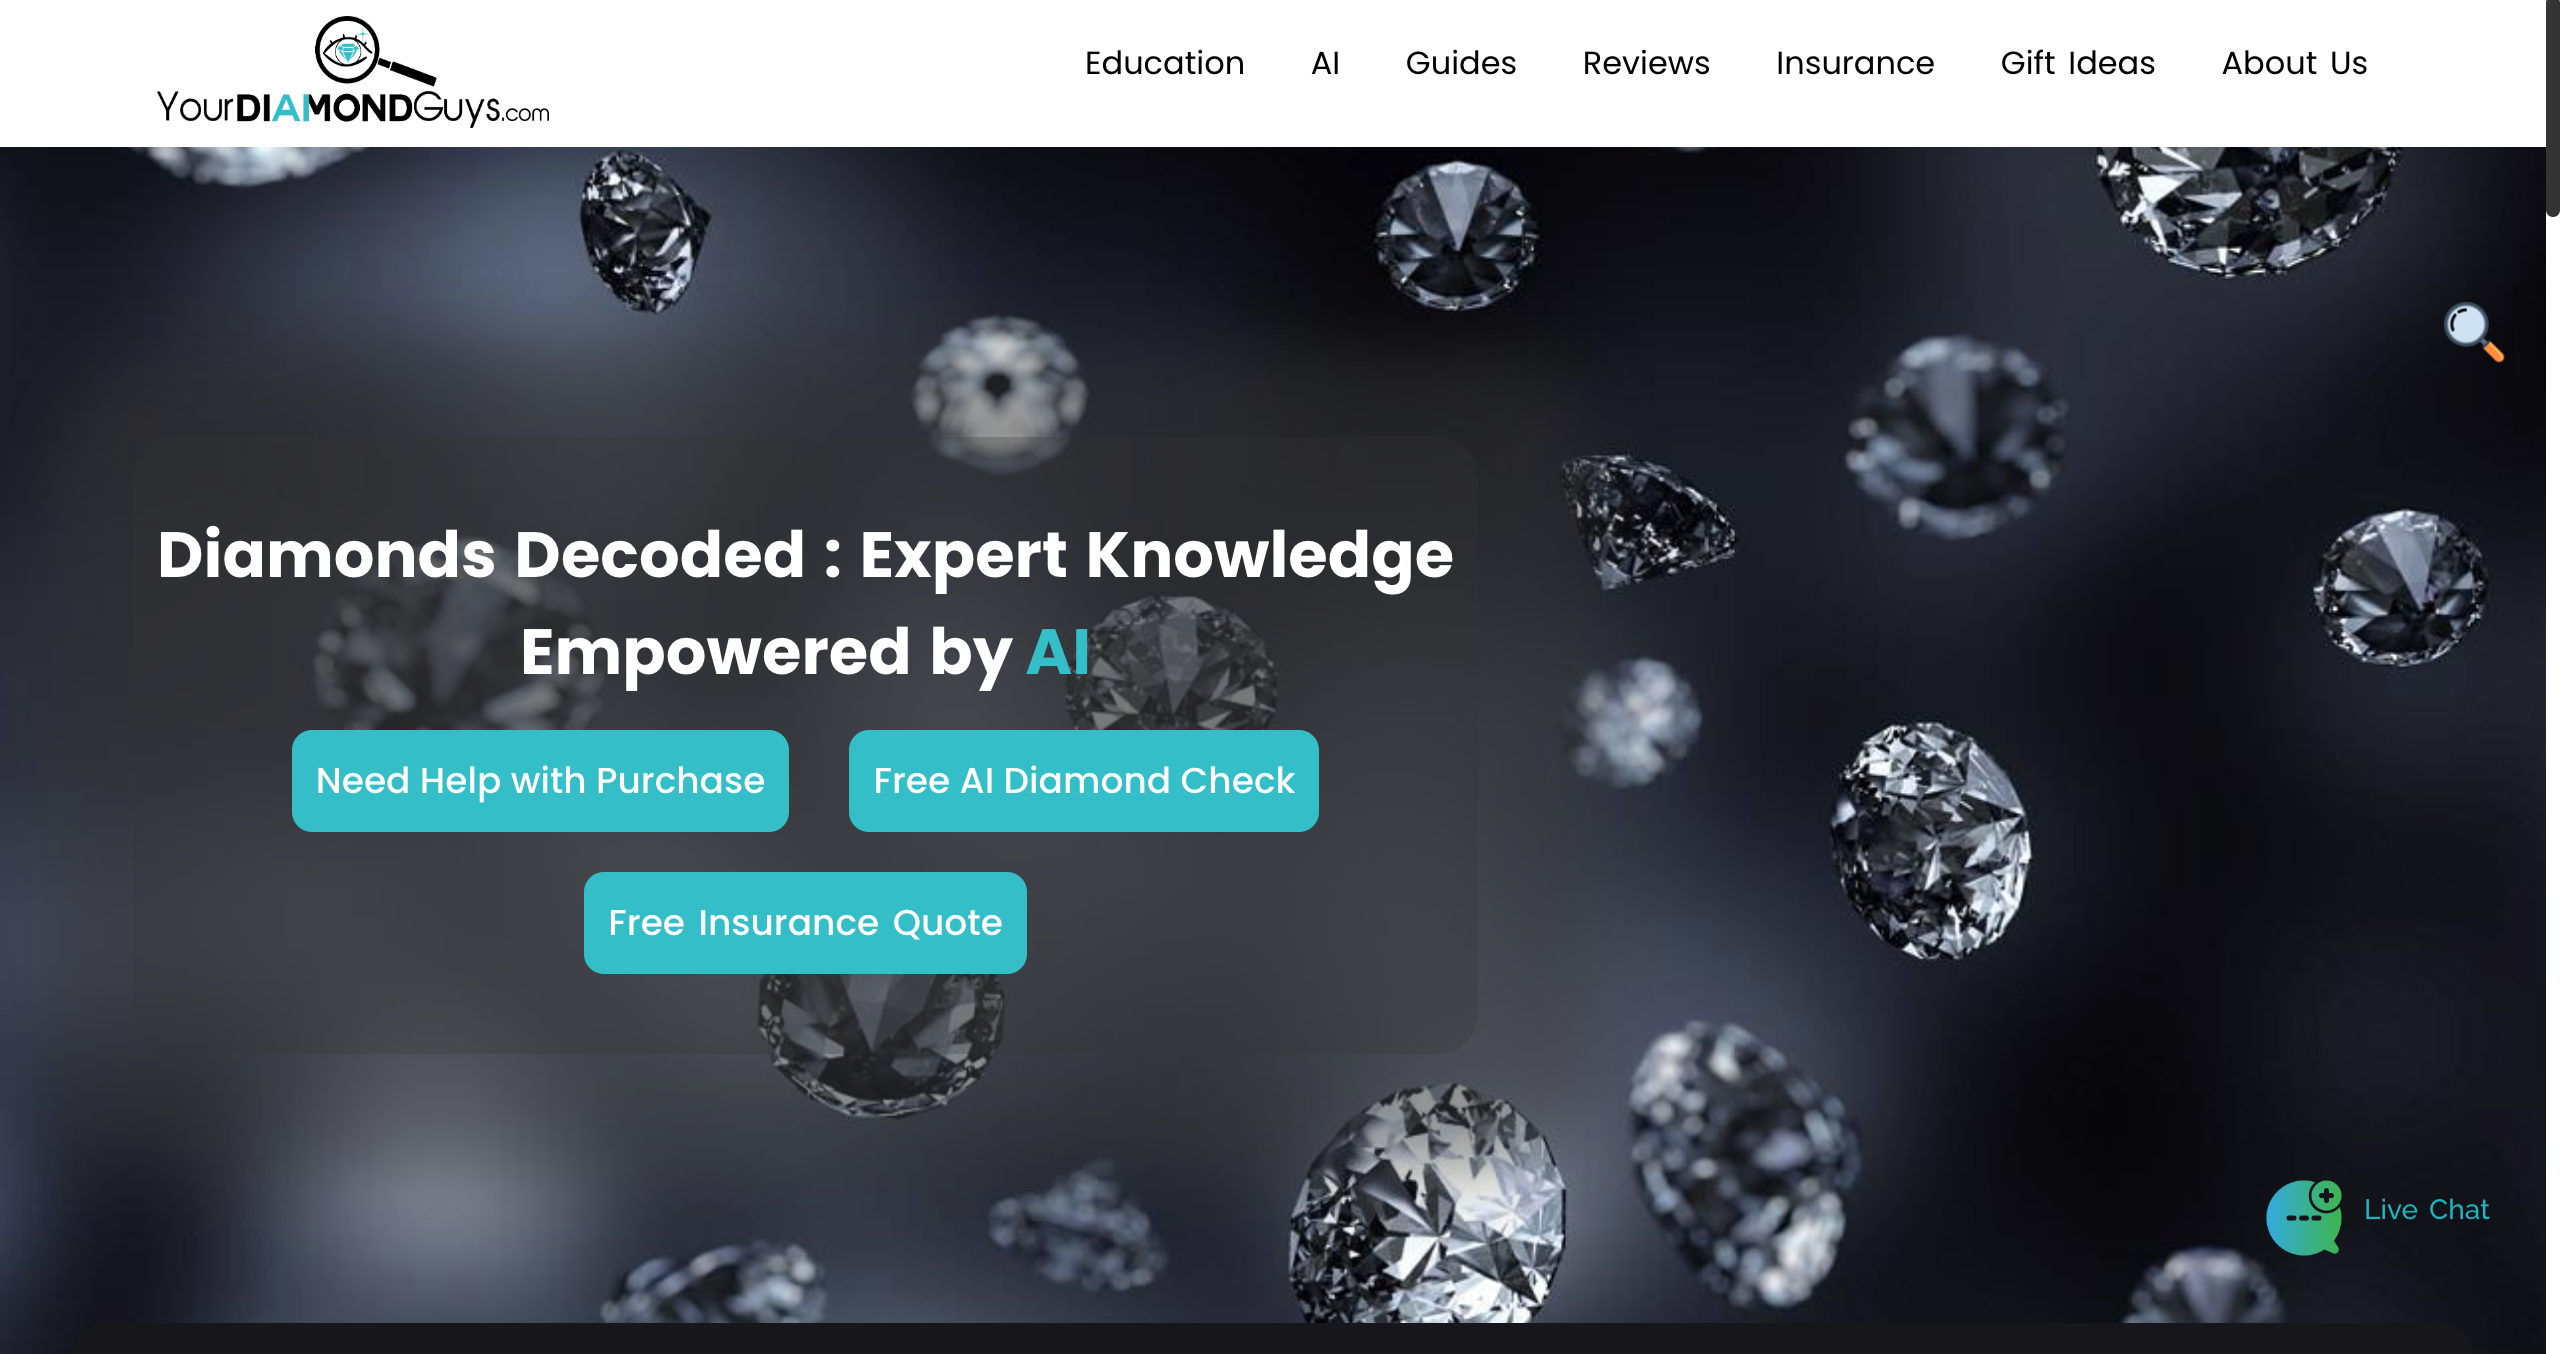 YourDIAMONDGuys.com
Education AI Guides Reviews Insurance Gift Ideas About Us
Diamonds Decoded : Expert Knowledge
Empowered by AI
Need Help with Purchase
Free AI Diamond Check
Free Insurance Quote
Live Chat